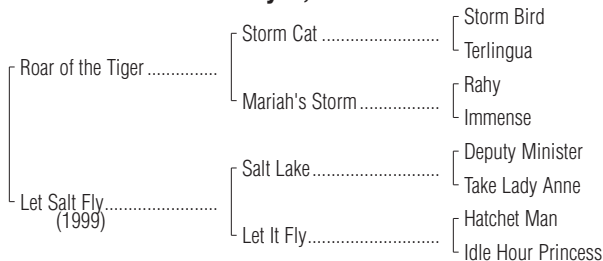 Storm Bird
Storm Cat ........................
Terlingua
Roar of the Tiger ..............
Rahy
Mariah's Storm ................
Immense
Deputy Minister
Salt Lake ..........................
Take Lady Anne
Let Salt Fly.......................
(1999)
Hatchet Man
Let It Fly...........................
Idle Hour Princess